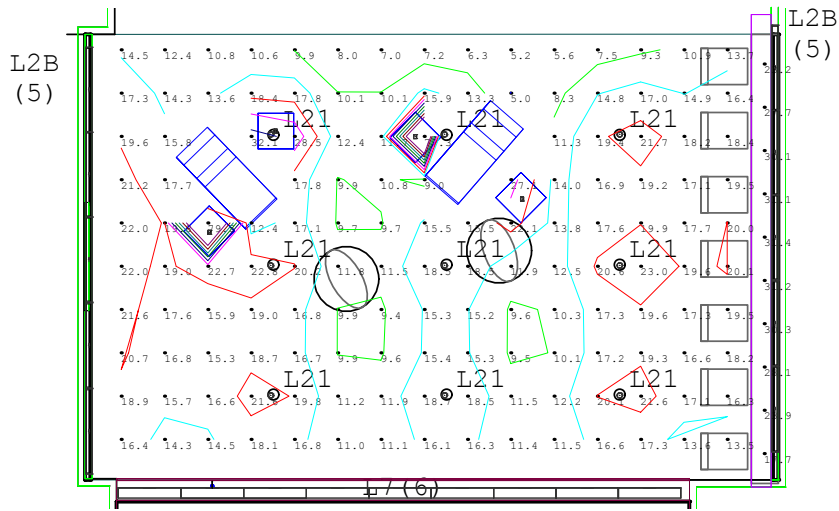 L2B
(5)
L2B
(5)
14.5 12.4 10.8 10.6 9.9 8.0 7.0 7.2 6.3 5.2 5.6 7.5 9.3 10.9 13.7
17.3 14.3 13.6 18.4 17.8 10.1 10.1 15.9 13.3 5.0 8.3 14.8 17.0 14.9 16.4
L21 L21 L21
19.6 15.8 32.1 28.5 12.4 11.3 19.4 21.7 18.2 18.4
21.2 17.7 17.8 9.9 10.8 9.0 14.0 16.9 19.2 17.1 19.5
22.0 12.4 9.7 9.7 15.5 13.8 17.6 19.9 17.7 20.0
L21 L21 L21
22.0 19.0 22.7 22.8 11.8 11.5 11.9 12.5 20.6 23.0 19.6 20.1
21.6 17.6 15.9 19.0 16.8 9.9 9.4 15.3 15.2 9.6 10.3 17.3 19.6 17.3 19.5
20.7 16.8 15.3 18.7 16.7 9.9 9.6 15.4 15.3 9.5 10.1 17.2 19.3 16.6 18.2
L21 L21 L21
18.9 15.7 16.6 21.6 19.8 11.2 11.9 18.7 18.5 11.5 12.2 20.1 21.6 17.1 16.3
16.4 14.3 14.5 18.1 16.8 11.0 11.1 16.1 16.3 11.4 11.5 16.6 17.3 13.6 13.5
L7(6)